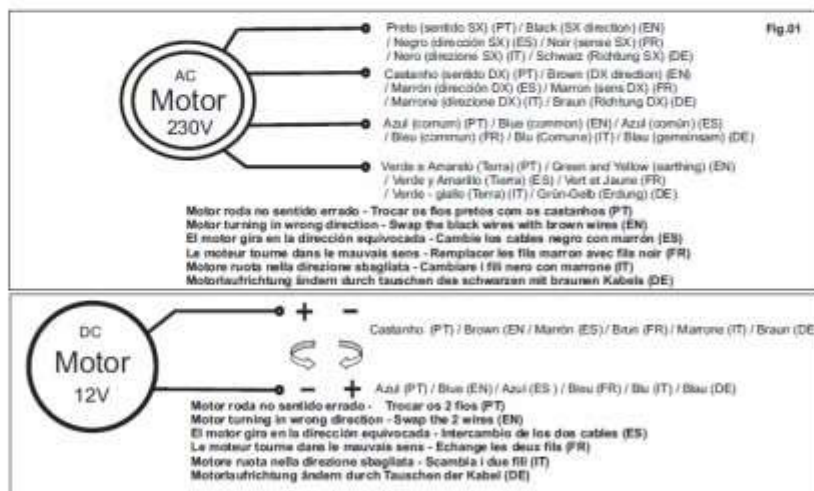 Fig.01
Preto (sentido SX) (PT) / Black (SX direction) (EN)
/ Negro (dirección SX) (ES) / Noir (sense SX) (FR)
/ Nero (direzione SX) (IT) / Schwarz (Richtung SX) (DE)
Castanho (sentido DX) (PT) / Brown (DX direction) (EN)
/ Marrón (dirección DX) (ES) / Marron (sens DX) (FR)
/ Marrone (direzione DX) (IT) / Braun (Richtung DX) (DE)
AC
Motor
230V
Azul (comum) (PT) / Blue (common) (EN) / Azul (común) (ES)
/ Bleu (commun) (FR) / Blu (Comune) (IT) / Blau (gemeinsam) (DE)
Verde e Amarelo (Terra) (PT) / Green and Yellow (earthing) (EN)
/ Verde y Amarillo (Tierra) (ES) / Vert et Jaune (FR)
/ Verde - giallo (Terra) (IT) / Grün-Gelb (Erdung) (DE)
Motor roda no sentido errado - Trocar os fios pretos com os castanhos (PT)
Motor turning in wrong direction - Swap the black wires with brown wires (EN)
El motor gira en la dirección equivocada - Cambie los cables negro con marrón (ES)
Le moteur tourne dans le mauvais sens - Remplacer les fils marron avec fils noir (FR)
Motore ruota nella direzione sbagliata - Cambiare i fili nero con marrone (IT)
Motorlaufrichtung ändern durch tauschen des schwarzen mit braunen Kabels (DE)
DC
Motor
12V
+ -
Castanho (PT) / Brown (EN / Marrón (ES) / Brun (FR) / Marrone (IT) / Braun (DE
- +
Azul (PT) / Blue (EN) / Azul (ES ) / Bleu (FR) / Blu (IT) / Blau (DE)
Motor roda no sentido errado - Trocar os 2 fios (PT)
Motor turning in wrong direction - Swap the 2 wires (EN)
El motor gira en la dirección equivocada - Intercambio de los dos cables (ES)
Le moteur tourne dans le mauvais sens - Echange les deux fils (FR)
Motore ruota nella direzione sbagliata - Scambia i due fili (IT)
Motorlaufrichtung ändern durch Tauschen der Kabel (DE)